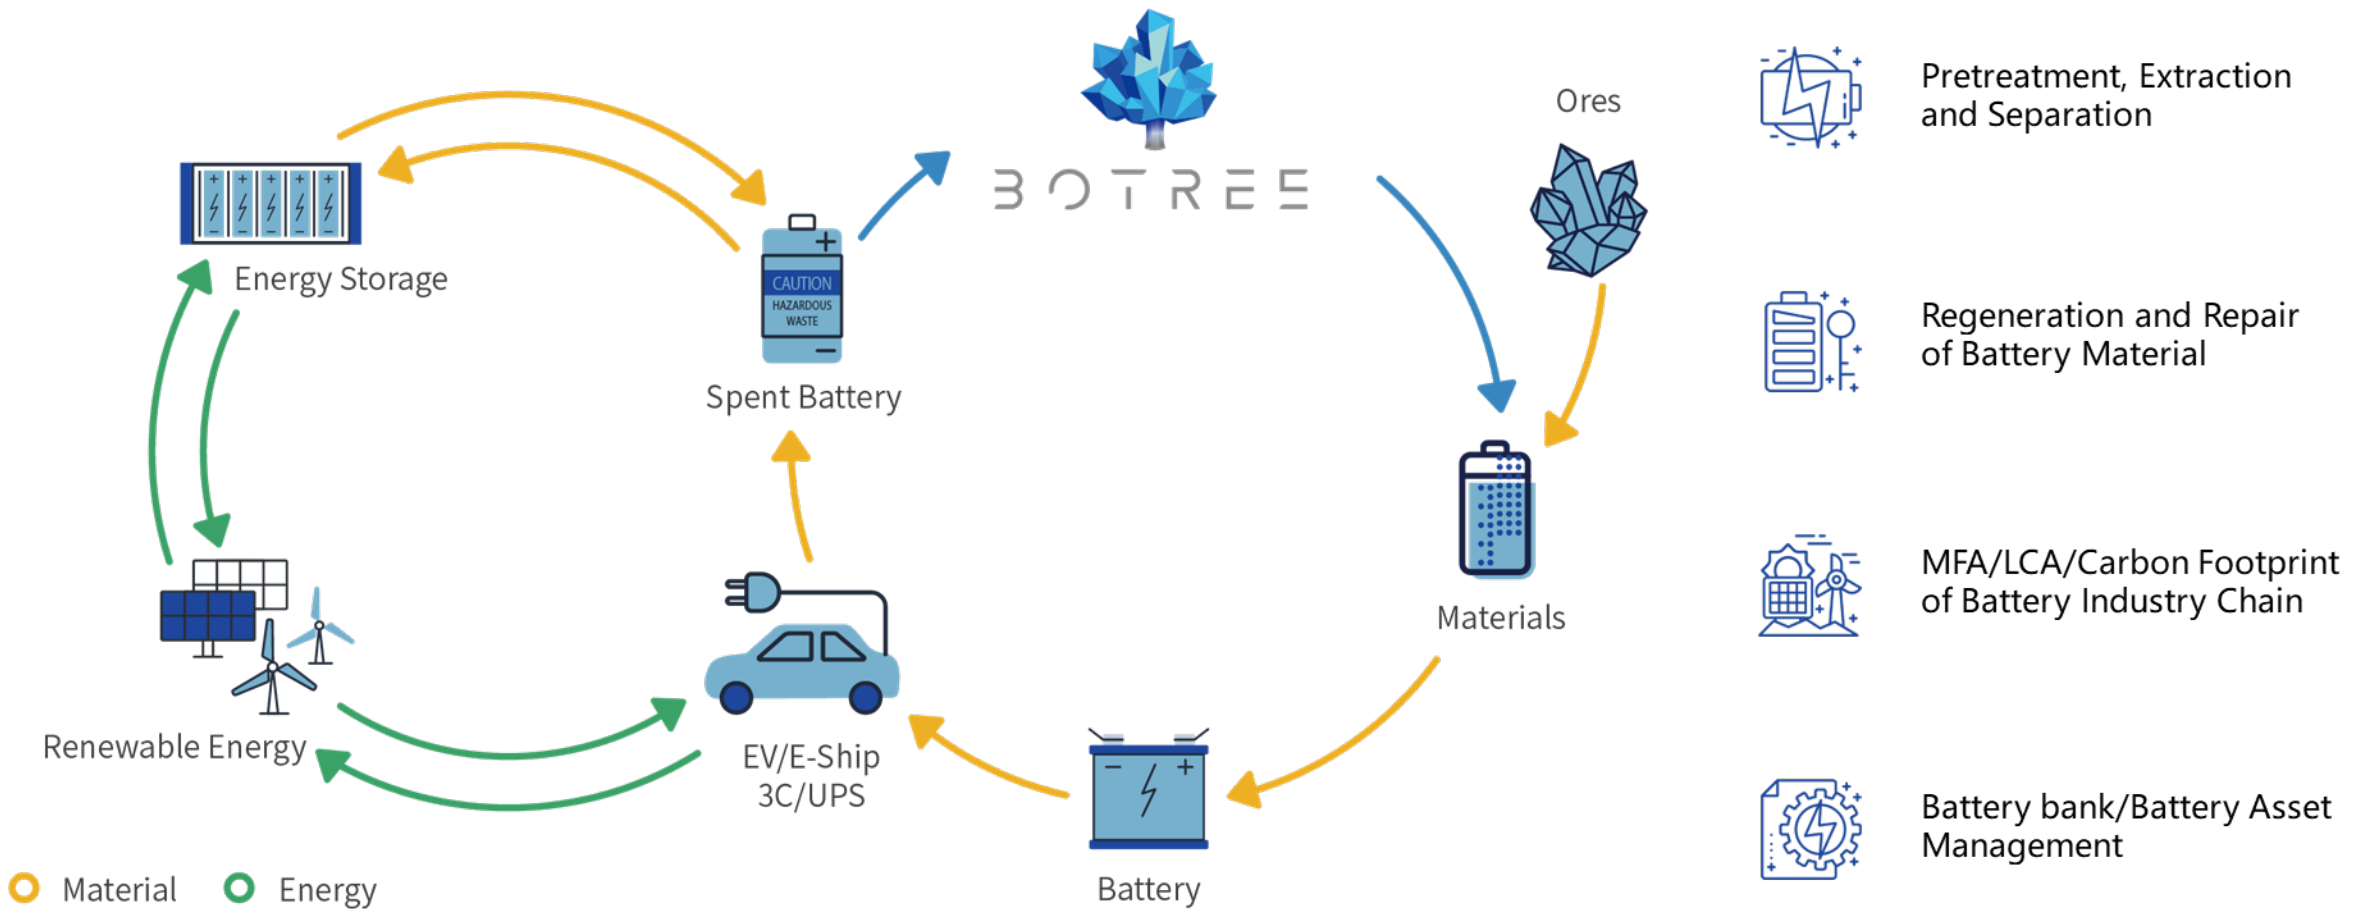 BOTREE
Ores
Energy Storage
CAUTION
HAZARDOUS
WASTE
Spent Battery
Materials
Renewable Energy
EV/E-Ship
3C/UPS
Battery
Material
Energy
Pretreatment, Extraction
and Separation
Regeneration and Repair
of Battery Material
MFA/LCA/Carbon Footprint
of Battery Industry Chain
Battery bank/Battery Asset
Management